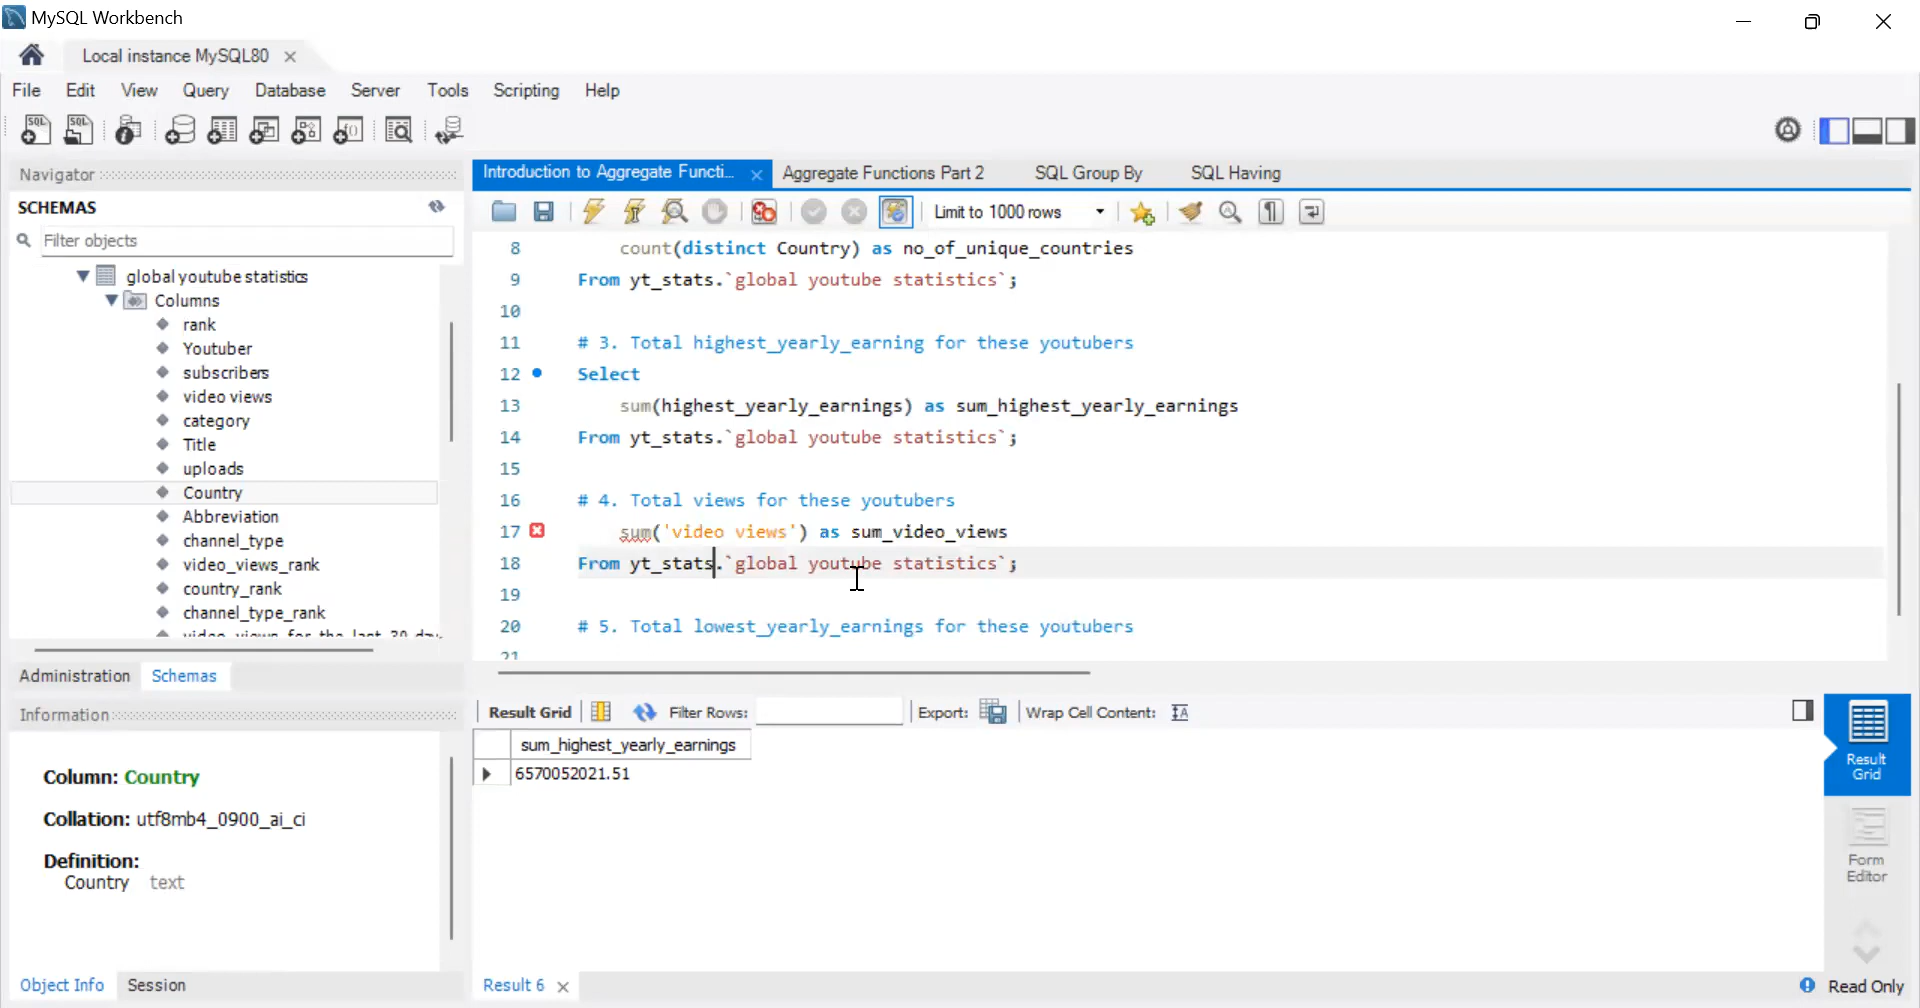 MySQL Workbench
Local instance MySQL80
File Edit View Query Database Server Tools Scripting Help
Navigator
SCHEMAS
Filter objects
global youtube statistics
Columns
rank
Youtuber
subscribers
video views
category
Title
uploads
Country
Abbreviation
channel_type
video_views_rank
country_rank
channel_type_rank
Administration Schemas
Information
Column: Country
Collation: utf8mb4_0900_ai_ci
Definition:
Country text
Object Info Session
Introduction to Aggregate Functi... Aggregate Functions Part 2 SQL Group By SQL Having
Limit to 1000 rows
8 count(distinct Country) as no_of_unique_countries
9 From yt_stats.`global youtube statistics`;
10
11 # 3. Total highest_yearly_earning for these youtubers
12 Select
13 sum(highest_yearly_earnings) as sum_highest_yearly_earnings
14 From yt_stats.`global youtube statistics`;
15
16 # 4. Total views for these youtubers
17 sum('video views') as sum_video_views
18 From yt_stats.`global youtube statistics`;
19
20 # 5. Total lowest_yearly_earnings for these youtubers
21
Result Grid Filter Rows: Export: Wrap Cell Content:
sum_highest_yearly_earnings
6570052021.51
Result Grid
Form Editor
Result 6
Read Only